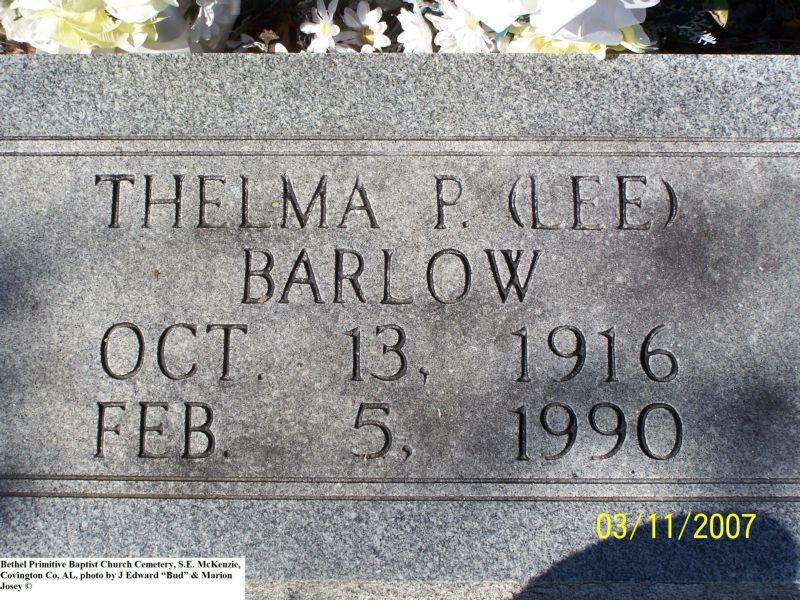 THELMA P. (LEE)
BARLOW
OCT. 13, 1916
FEB. 5, 1990
03/11/2007
Bethel Primitive Baptist Church Cemetery, S.E. McKenzie,
Covington Co, AL, photo by J Edward “Bud” & Marion
Josey ©